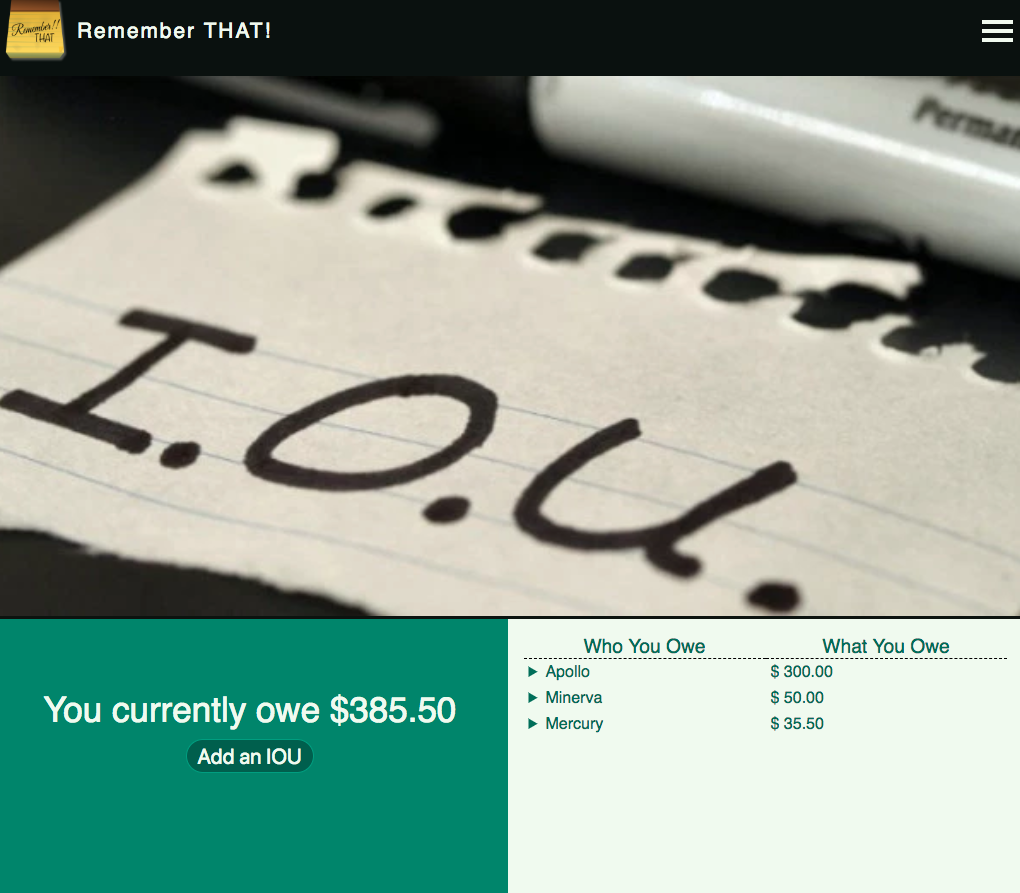 Remember!!
THAT
Remember THAT!
Perman
I.O.U.
You currently owe $385.50
Add an IOU
Who You Owe What You Owe
Apollo $ 300.00
Minerva $ 50.00
Mercury $ 35.50